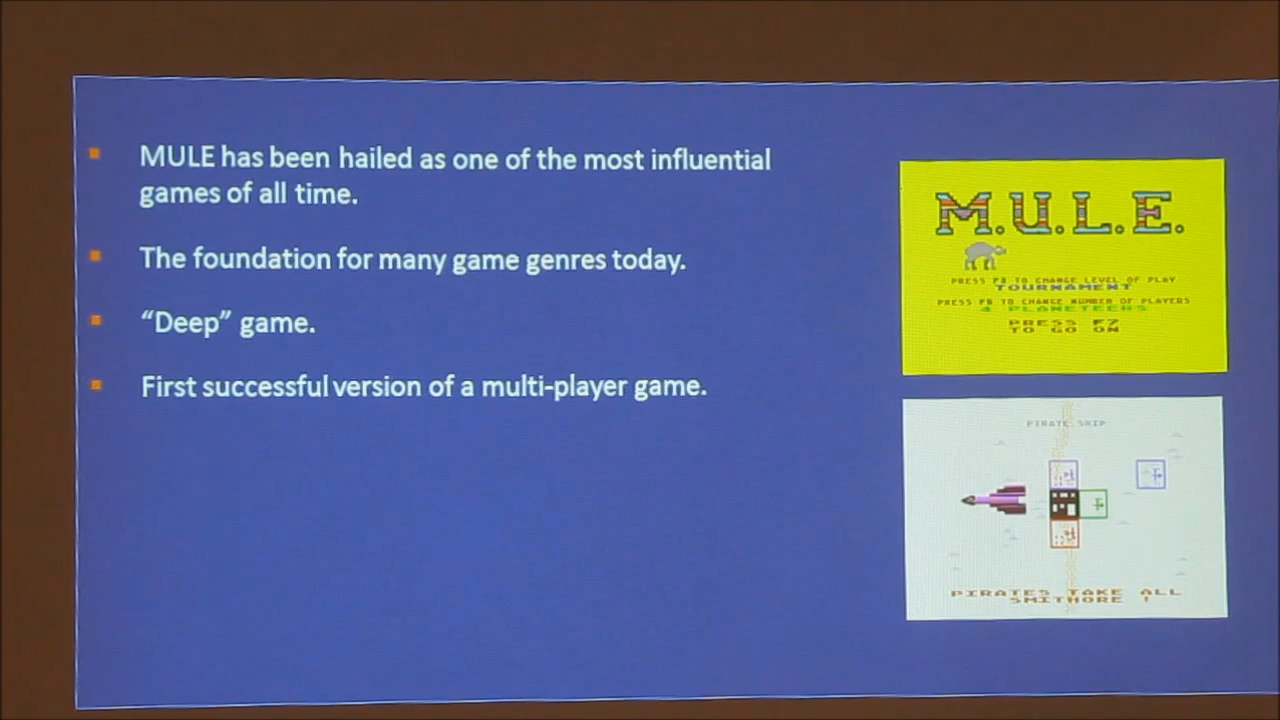 MULE has been hailed as one of the most influential
games of all time.
The foundation for many game genres today.
“Deep” game.
First successful version of a multi-player game.
M.U.L.E.
PRESS F3 TO CHANGE LEVEL OF PLAY
TOURNAMENT
PRESS F5 TO CHANGE NUMBER OF PLAYERS
4 PLANETEERS
PRESS F7
TO GO ON
PIRATE SHIP
PIRATES TAKE ALL
SMITHORE !